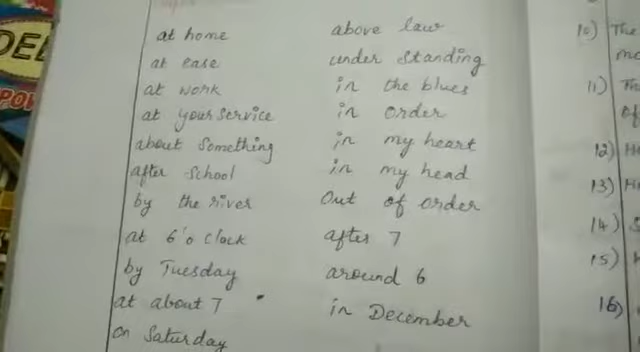 at home
at ease
at work
at your service
about something
after school
by the river
at 6'o clock
by Tuesday
at about 7
on Saturday
above law
under standing
in the blues
in order
in my heart
in my head
Out of order
after 7
around 6
in December
10) The
11) Th
of
12) H
13) H
14) S
15)
16)